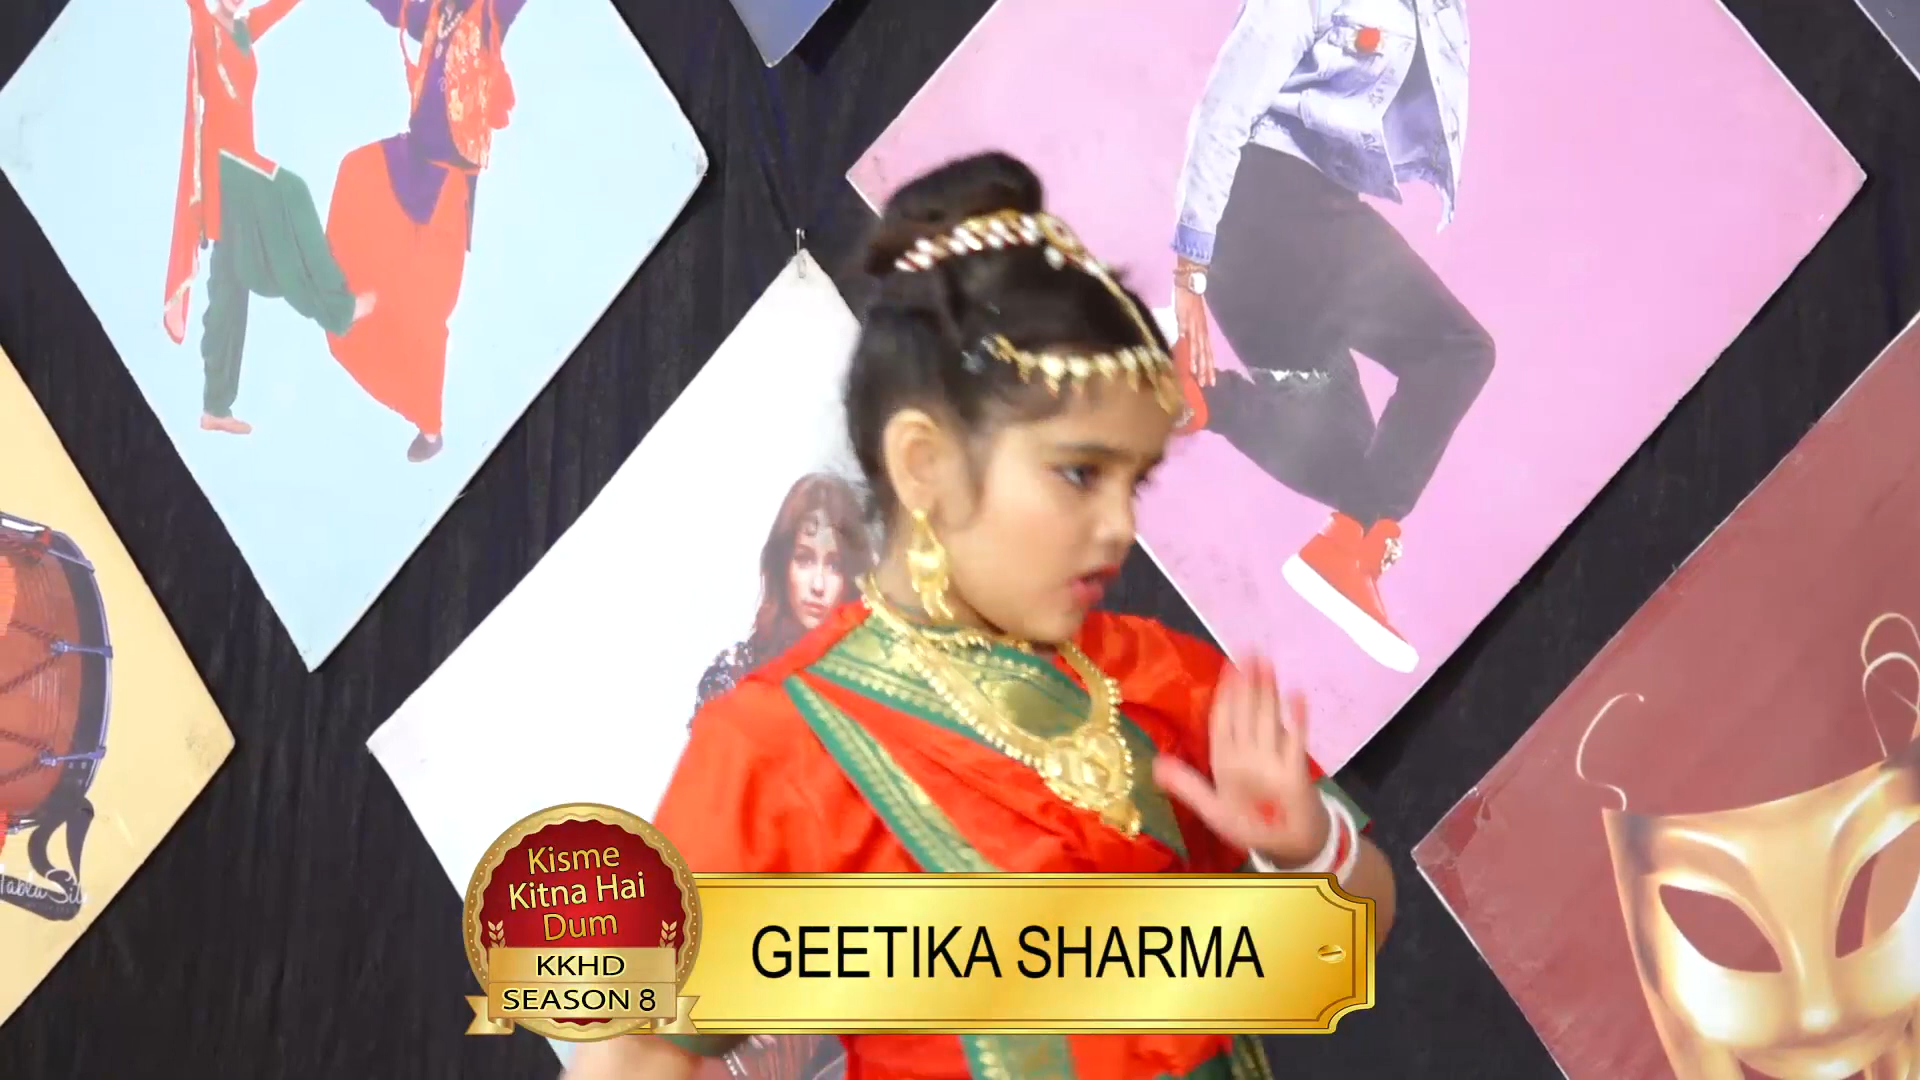 Kisme
Kitna Hai
Dum
KKHD
SEASON 8
GEETIKA SHARMA